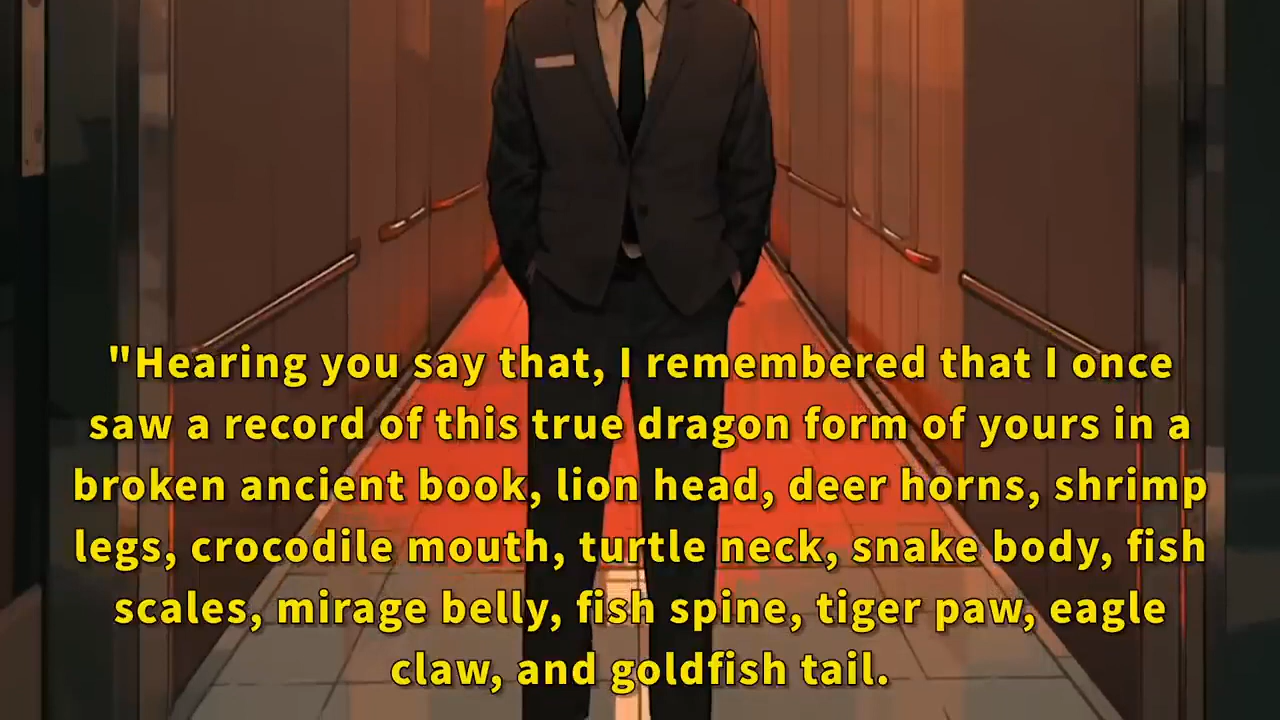 "Hearing you say that, I remembered that I once
saw a record of this true dragon form of yours in a
broken ancient book, lion head, deer horns, shrimp
legs, crocodile mouth, turtle neck, snake body, fish
scales, mirage belly, fish spine, tiger paw, eagle
claw, and goldfish tail.